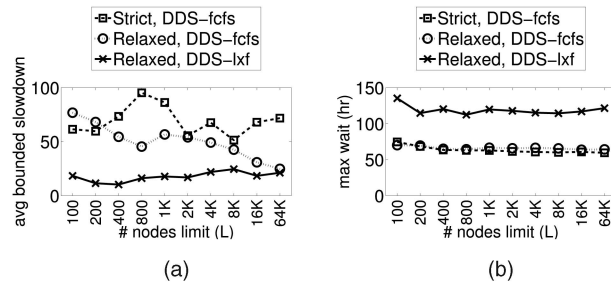 Strict, DDS-fcfs
Relaxed, DDS-fcfs
Relaxed, DDS-lxf
avg bounded slowdown
100
50
0
100
200
400
800
1K
2K
4K
8K
16K
64K
# nodes limit (L)
(a)
Strict, DDS-fcfs
Relaxed, DDS-fcfs
Relaxed, DDS-lxf
max wait (hr)
150
100
50
0
100
200
400
800
1K
2K
4K
8K
16K
64K
# nodes limit (L)
(b)